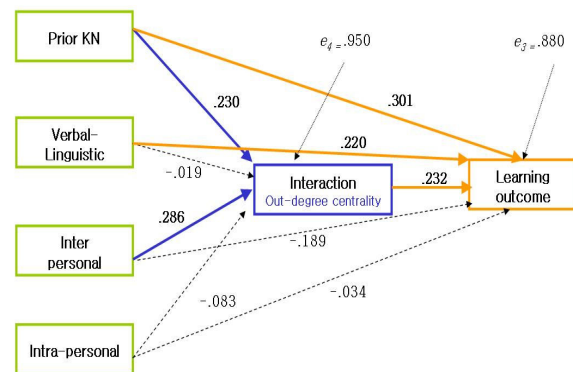 Prior KN
e4=.950
e3=.880
.230
.301
Verbal-
Linguistic
.220
-.019
Interaction
Out-degree centrality
.232
Learning
outcome
.286
Inter
personal
-.189
-.083
-.034
Intra-personal